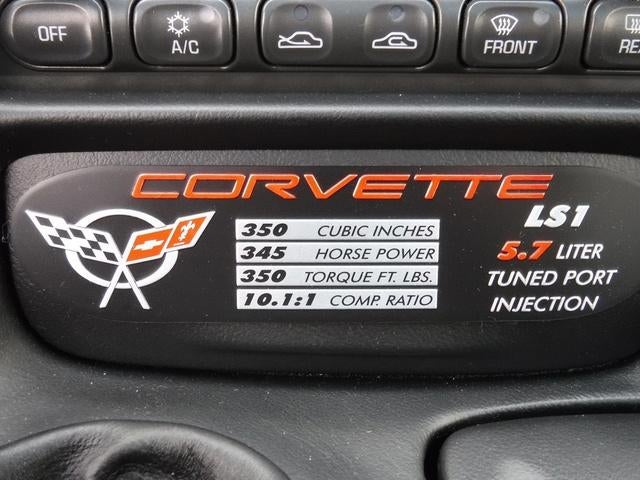 OFF
A/C
FRONT
CORVETTE
350 CUBIC INCHES
345 HORSE POWER
350 TORQUE FT. LBS.
10.1:1 COMP. RATIO
LS1
5.7 LITER
TUNED PORT
INJECTION